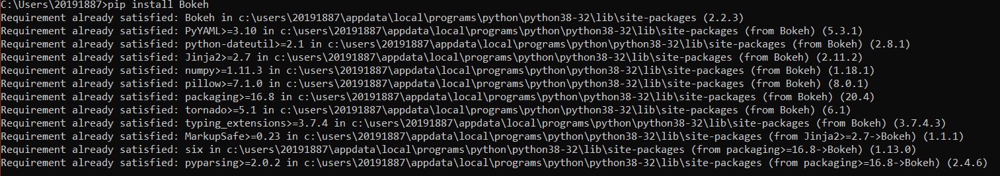 C:\Users\20191887>pip install Bokeh
Requirement already satisfied: Bokeh in c:\users\20191887\appdata\local\programs\python\python38-32\lib\site-packages (2.2.3)
Requirement already satisfied: PyYAML>=3.10 in c:\users\20191887\appdata\local\programs\python\python38-32\lib\site-packages (from Bokeh) (5.3.1)
Requirement already satisfied: python-dateutil>=2.1 in c:\users\20191887\appdata\local\programs\python\python38-32\lib\site-packages (from Bokeh) (2.8.1)
Requirement already satisfied: Jinja2>=2.7 in c:\users\20191887\appdata\local\programs\python\python38-32\lib\site-packages (from Bokeh) (2.11.2)
Requirement already satisfied: numpy>=1.11.3 in c:\users\20191887\appdata\local\programs\python\python38-32\lib\site-packages (from Bokeh) (1.18.1)
Requirement already satisfied: pillow>=7.1.0 in c:\users\20191887\appdata\local\programs\python\python38-32\lib\site-packages (from Bokeh) (8.0.1)
Requirement already satisfied: packaging>=16.8 in c:\users\20191887\appdata\local\programs\python\python38-32\lib\site-packages (from Bokeh) (20.4)
Requirement already satisfied: tornado>=5.1 in c:\users\20191887\appdata\local\programs\python\python38-32\lib\site-packages (from Bokeh) (6.1)
Requirement already satisfied: typing_extensions>=3.7.4 in c:\users\20191887\appdata\local\programs\python\python38-32\lib\site-packages (from Bokeh) (3.7.4.3)
Requirement already satisfied: MarkupSafe>=0.23 in c:\users\20191887\appdata\local\programs\python\python38-32\lib\site-packages (from Jinja2>=2.7->Bokeh) (1.1.1)
Requirement already satisfied: six in c:\users\20191887\appdata\local\programs\python\python38-32\lib\site-packages (from packaging>=16.8->Bokeh) (1.13.0)
Requirement already satisfied: pyparsing>=2.0.2 in c:\users\20191887\appdata\local\programs\python\python38-32\lib\site-packages (from packaging>=16.8->Bokeh) (2.4.6)